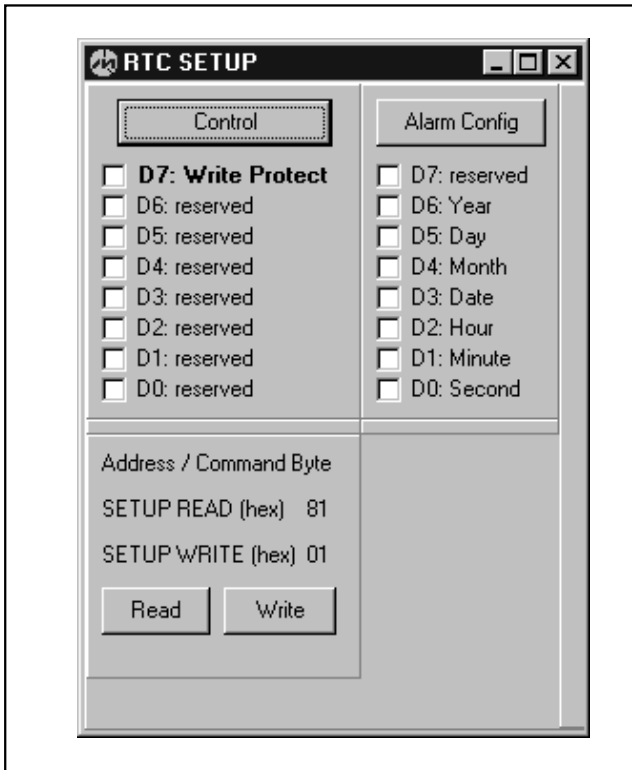 RTC SETUP
Control
D7: Write Protect
D6: reserved
D5: reserved
D4: reserved
D3: reserved
D2: reserved
D1: reserved
D0: reserved
Alarm Config
D7: reserved
D6: Year
D5: Day
D4: Month
D3: Date
D2: Hour
D1: Minute
D0: Second
Address / Command Byte
SETUP READ (hex) 81
SETUP WRITE (hex) 01
Read Write